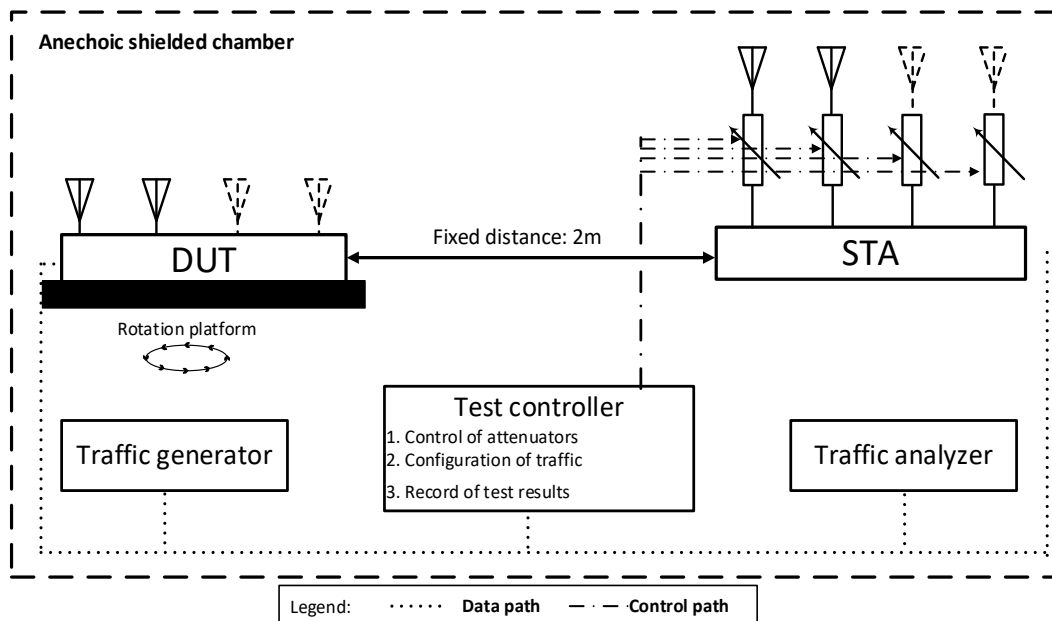 Anechoic shielded chamber
DUT
Fixed distance: 2m
STA
Rotation platform
Traffic generator
Test controller
1. Control of attenuators
2. Configuration of traffic
3. Record of test results
Traffic analyzer
Legend: Data path Control path